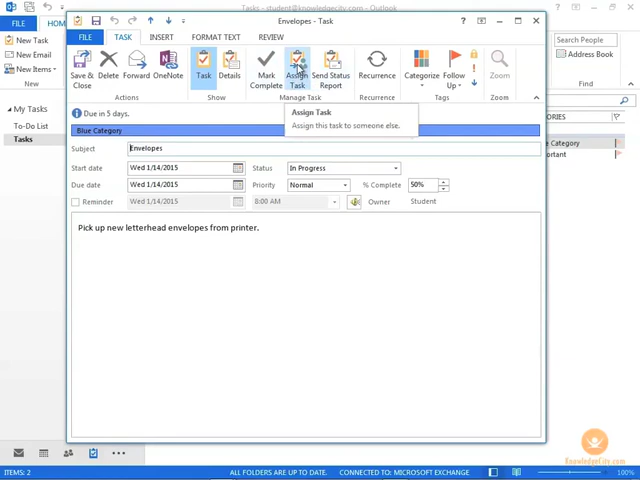 Tasks - student@knowledgecity.com - Outlook
Envelopes - Task
FILE
HOM
New Task
New Email
New Items
New
My Tasks
To-Do List
Tasks
FILE TASK INSERT FORMAT TEXT REVIEW
Save & Close
Delete
Forward
OneNote
Actions
Task
Details
Show
Mark Complete
Assign Task
Send Status Report
Manage Task
Recurrence
Recurrence
Categorize
Follow Up
Tags
Zoom
Zoom
Search People
Address Book
Find
ORIES
e Category
ortant
Assign Task
Assign this task to someone else.
Due in 5 days.
Blue Category
Subject Envelopes
Start date Wed 1/14/2015 Status In Progress
Due date Wed 1/14/2015 Priority Normal % Complete 50%
Reminder Wed 1/14/2015 8:00 AM Owner Student
Pick up new letterhead envelopes from printer.
KnowledgeCity.com
ITEMS: 2 ALL FOLDERS ARE UP TO DATE. CONNECTED TO: MICROSOFT EXCHANGE 100%